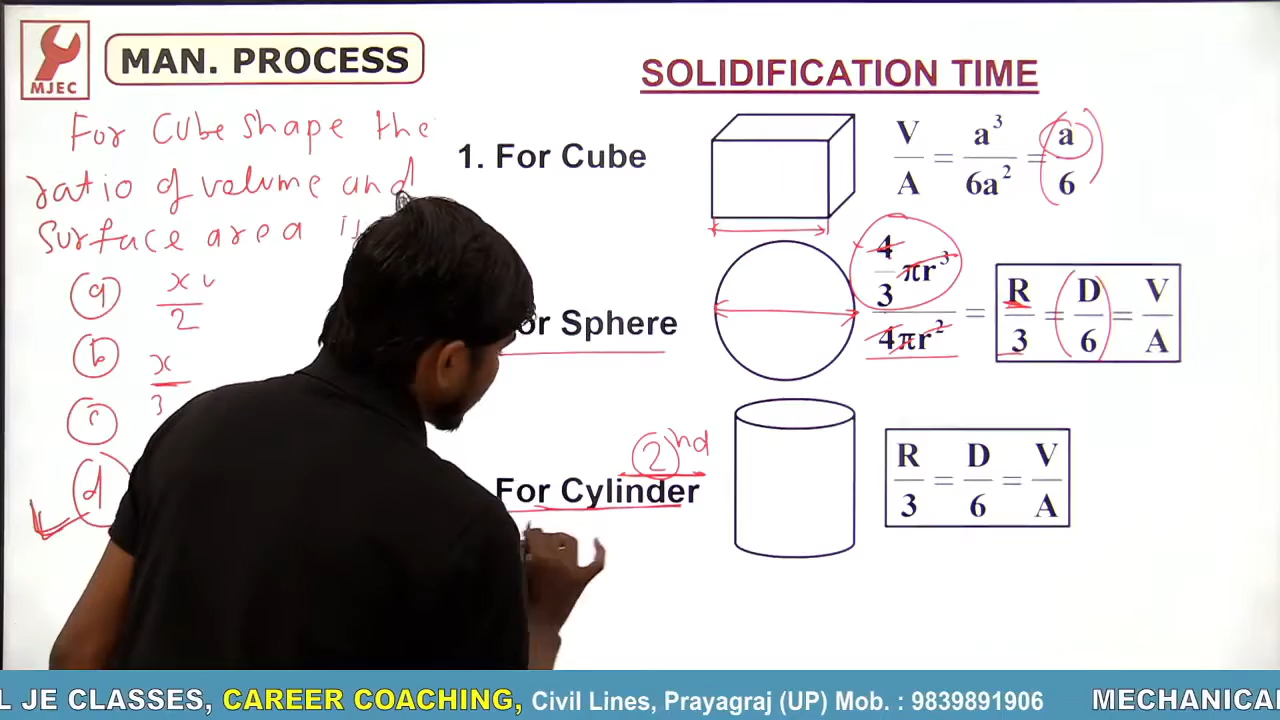 MJEC
MAN. PROCESS
SOLIDIFICATION TIME
For Cube shape the
ratio of volume and
surface area
a x
2
b x
3
c
d
1. For Cube
V/A = a³/6a² = a/6
or Sphere
4/3 πr³ / 4πr² = R/3 = D/6 = V/A
2nd
For Cylinder
R/3 = D/6 = V/A
L JE CLASSES, CAREER COACHING, Civil Lines, Prayagraj (UP) Mob. : 9839891906 MECHANICA